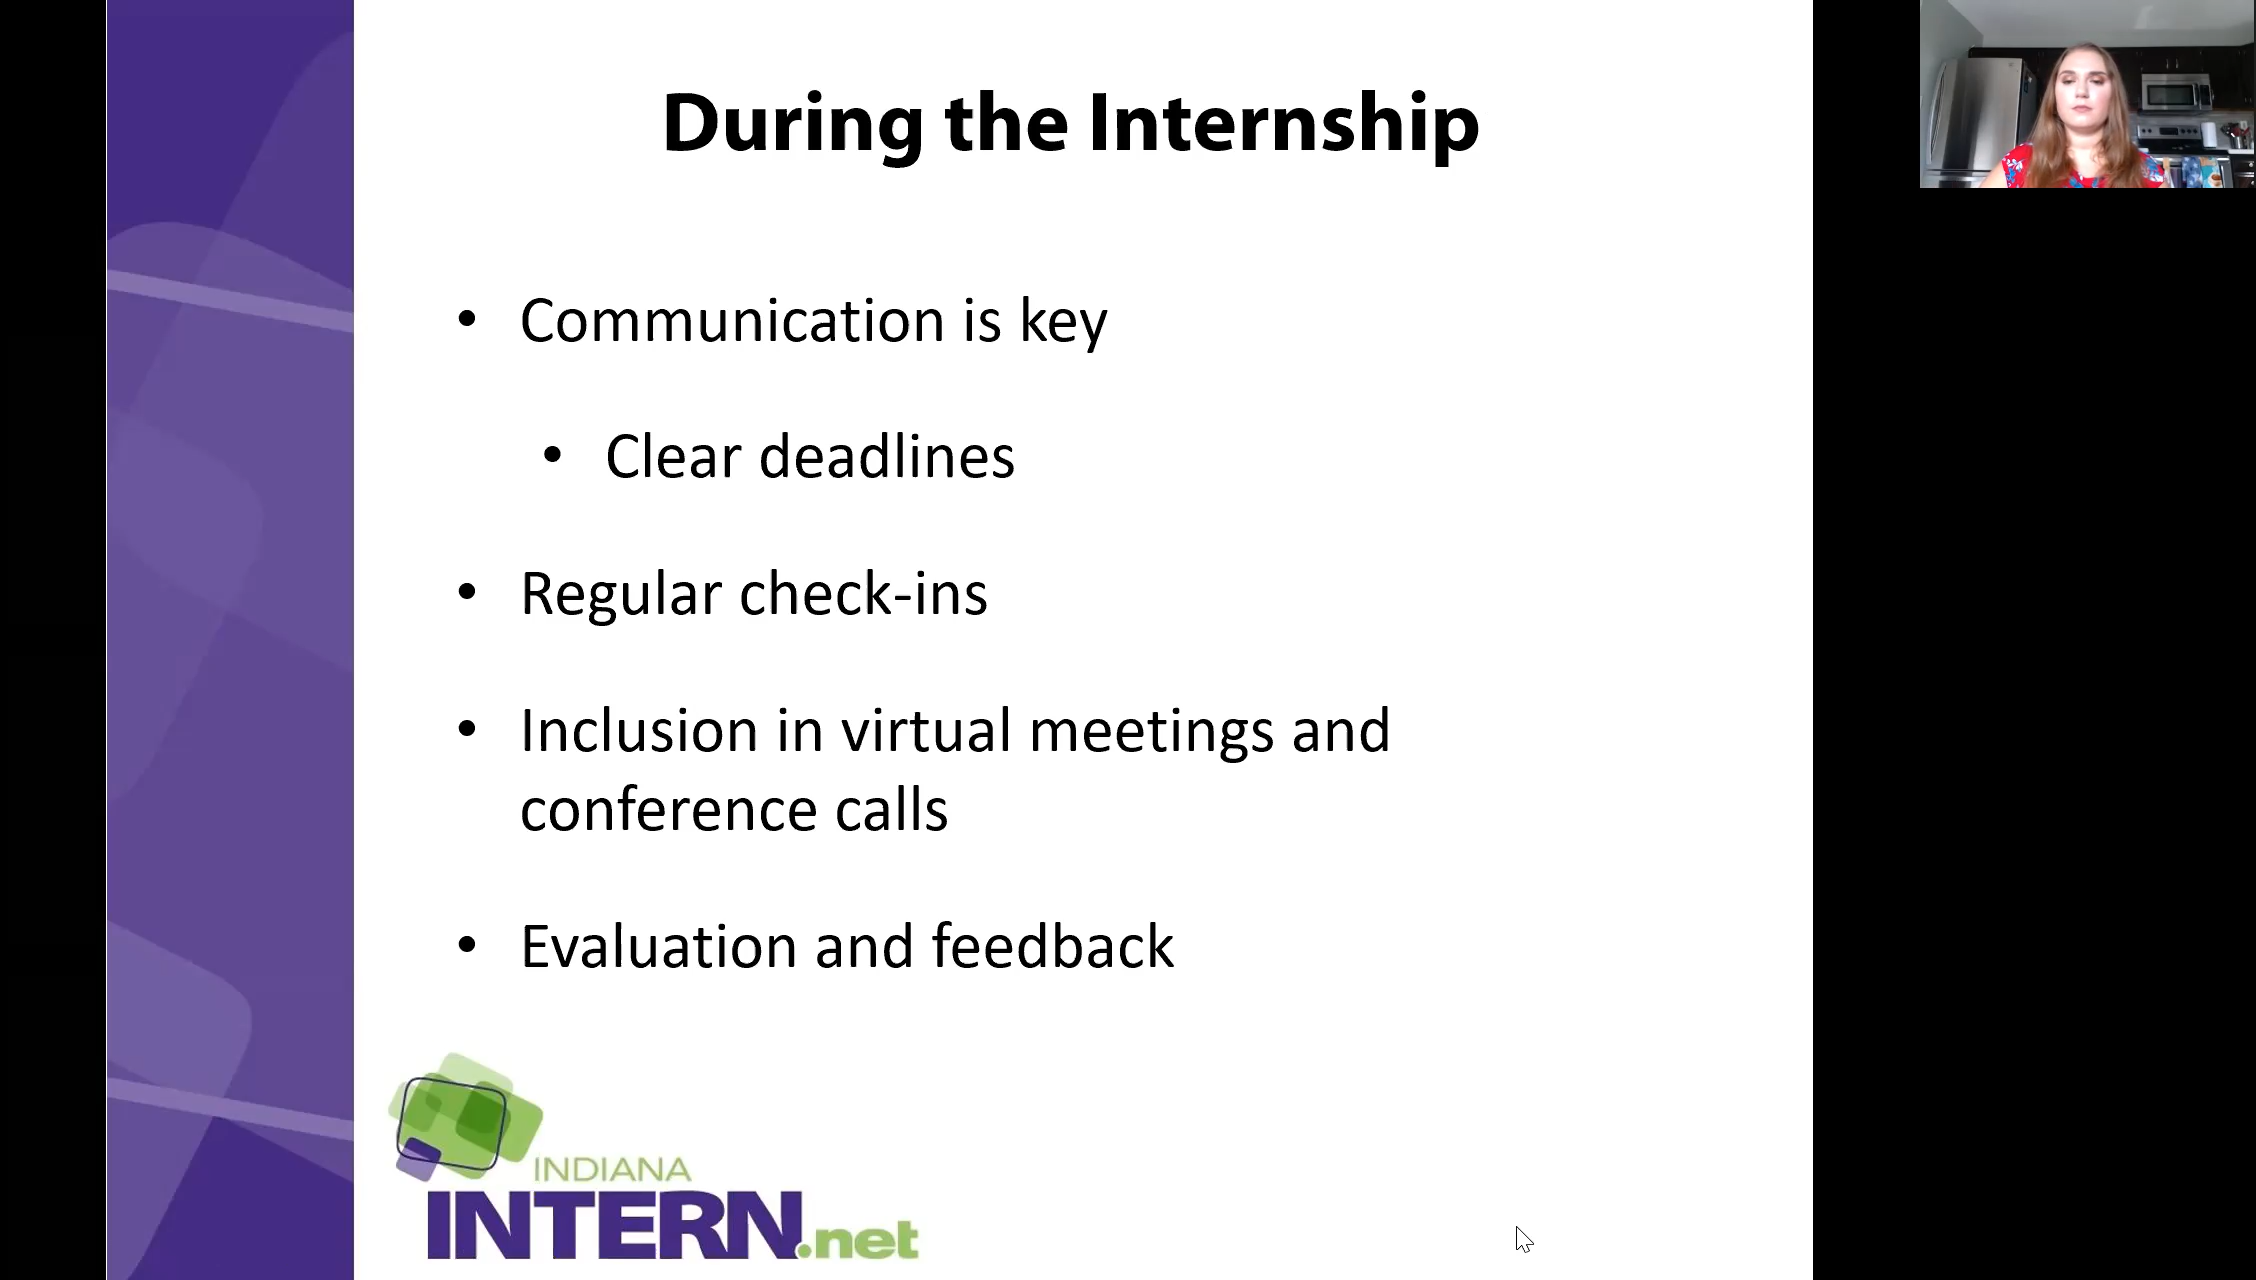 During the Internship
• Communication is key
• Clear deadlines
• Regular check-ins
• Inclusion in virtual meetings and
conference calls
• Evaluation and feedback
INDIANA
INTERN.net